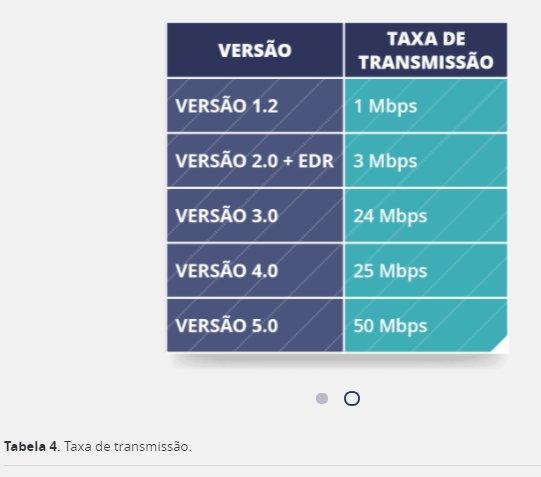 VERSÃO TAXA DE
TRANSMISSÃO
VERSÃO 1.2 1 Mbps
VERSÃO 2.0 + EDR 3 Mbps
VERSÃO 3.0 24 Mbps
VERSÃO 4.0 25 Mbps
VERSÃO 5.0 50 Mbps
Tabela 4. Taxa de transmissão.